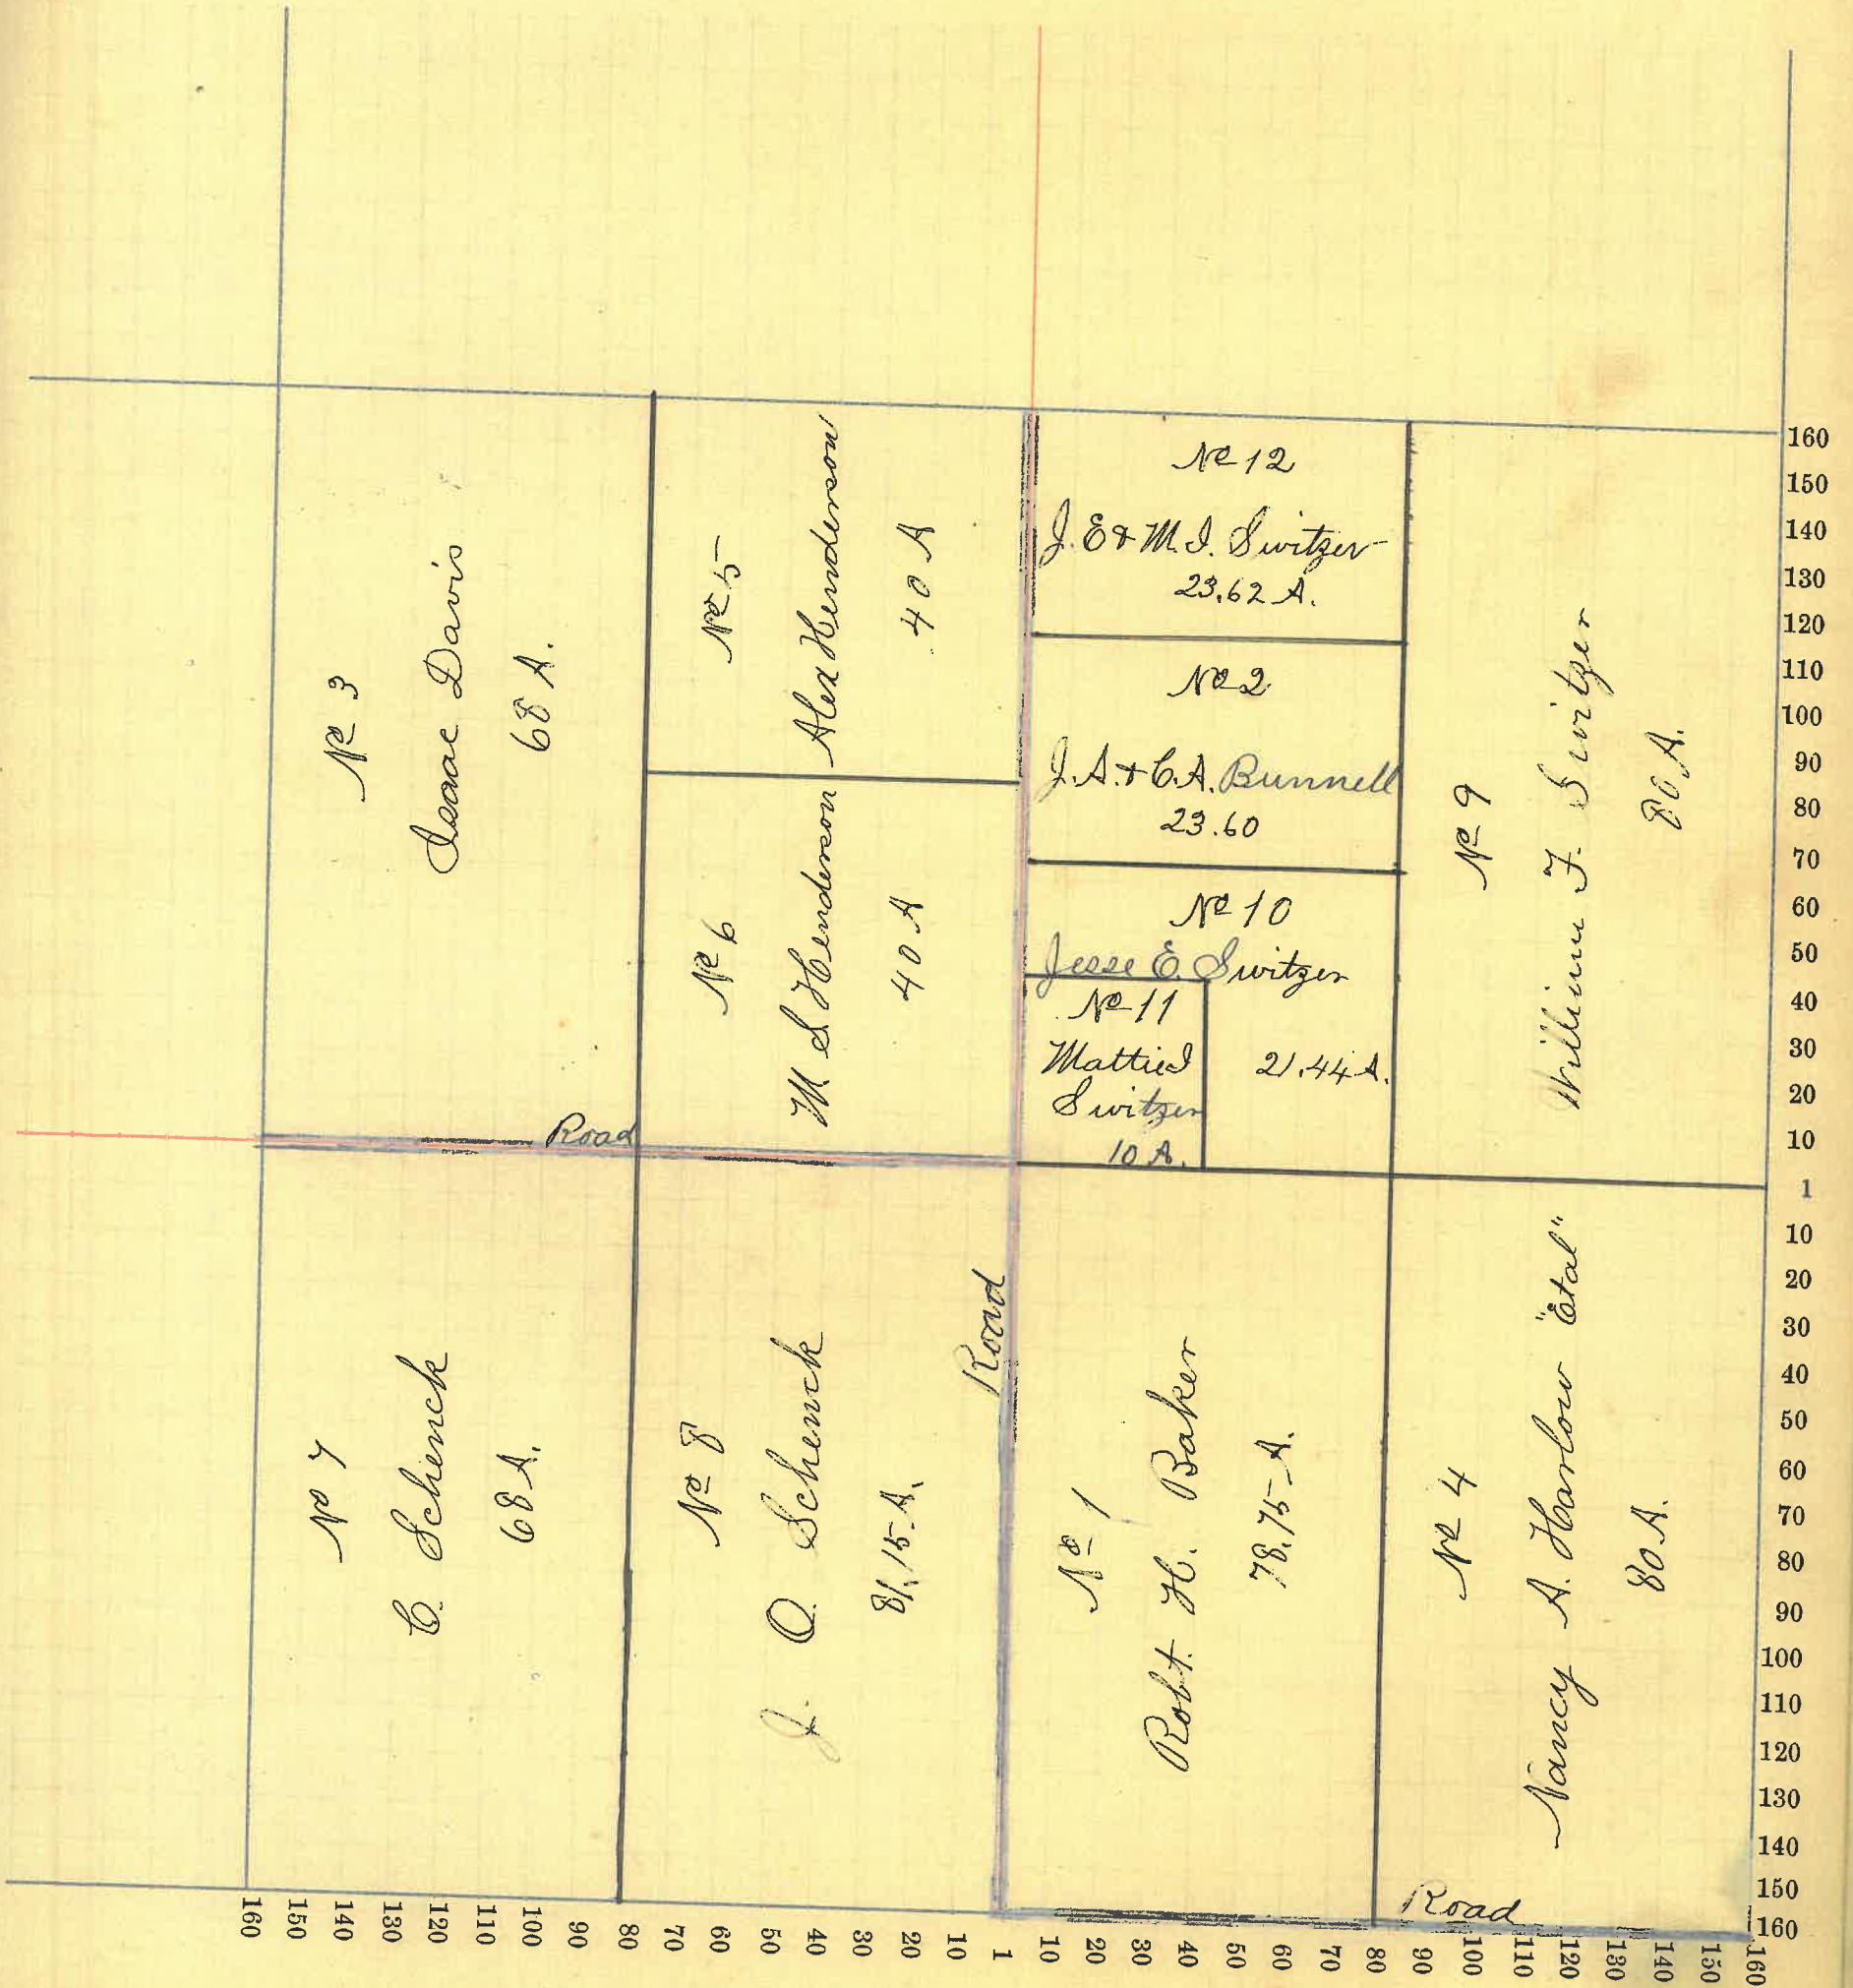 No 3
Isaac Davis
68 A.
No 5
Alex Henderson
40 A
No 12
J. E & M. I. Switzer
23.62 A.
No 2
J. A. & C. A. Bunnell
23.60
No 6
M S Henderson
40 A
No 10
Jesse E. Switzer
21.44 A.
No 11
Mattie I
Switzer
10 A.
No 9
William F. Switzer
80 A.
Road
No 7
C. Schenck
68 A.
No 8
J. O. Schenck
81.15 A.
Road
No 1
Robt. H. Baker
78.75 A.
No 4
Nancy A. Harlow "Etal"
80 A.
Road
160
150
140
130
120
110
100
90
80
70
60
50
40
30
20
10
1
10
20
30
40
50
60
70
80
90
100
110
120
130
140
150
160
160 150 140 130 120 110 100 90 80 70 60 50 40 30 20 10 1 10 20 30 40 50 60 70 80 90 100 110 120 130 140 150 160